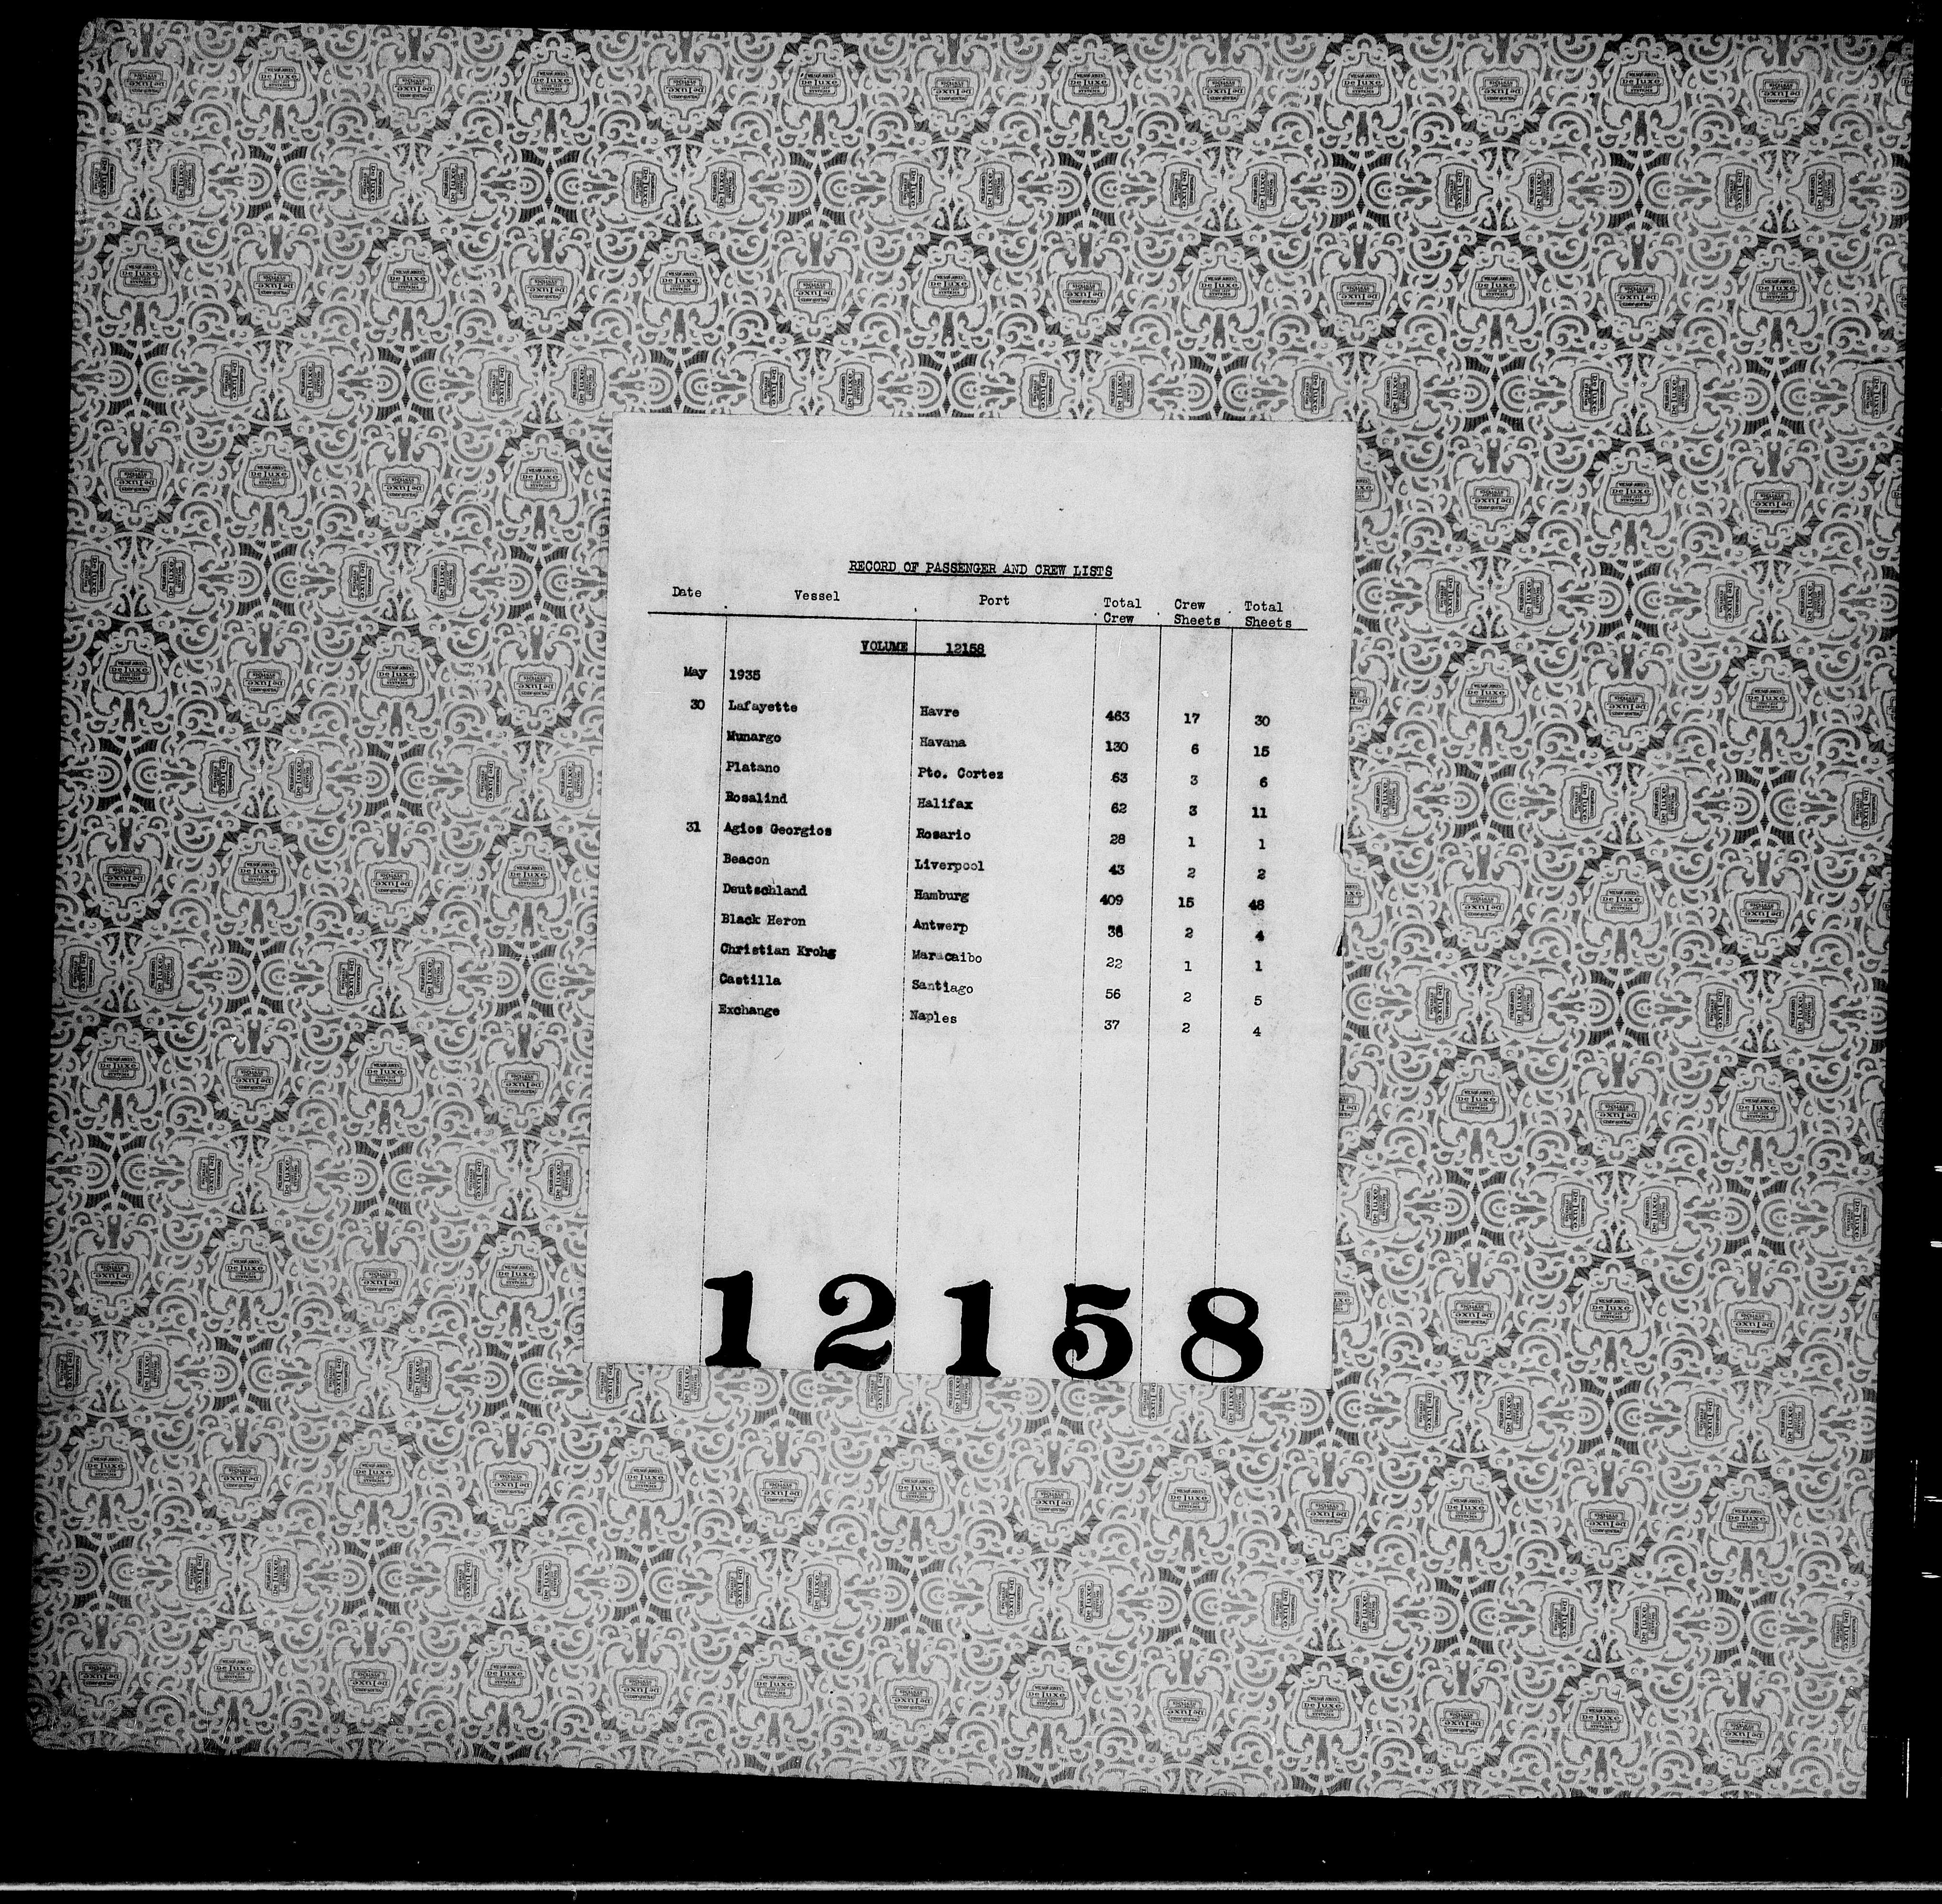 RECORD OF PASSENGER AND CREW LISTS
Date Vessel Port Total Crew Crew Sheets Total Sheets
VOLUME 12158
May 1935
30 Lafayette Havre 463 17 30
Munargo Havana 130 6 15
Platano Pto. Cortez 63 3 6
Rosalind Halifax 62 3 11
31 Agios Georgios Rosario 28 1 1
Beacon Liverpool 43 2 2
Deutschland Hamburg 409 15 48
Black Heron Antwerp 36 2 4
Christian Krohg Maracaibo 22 1 1
Castilla Santiago 56 2 5
Exchange Naples 37 2 4
12158